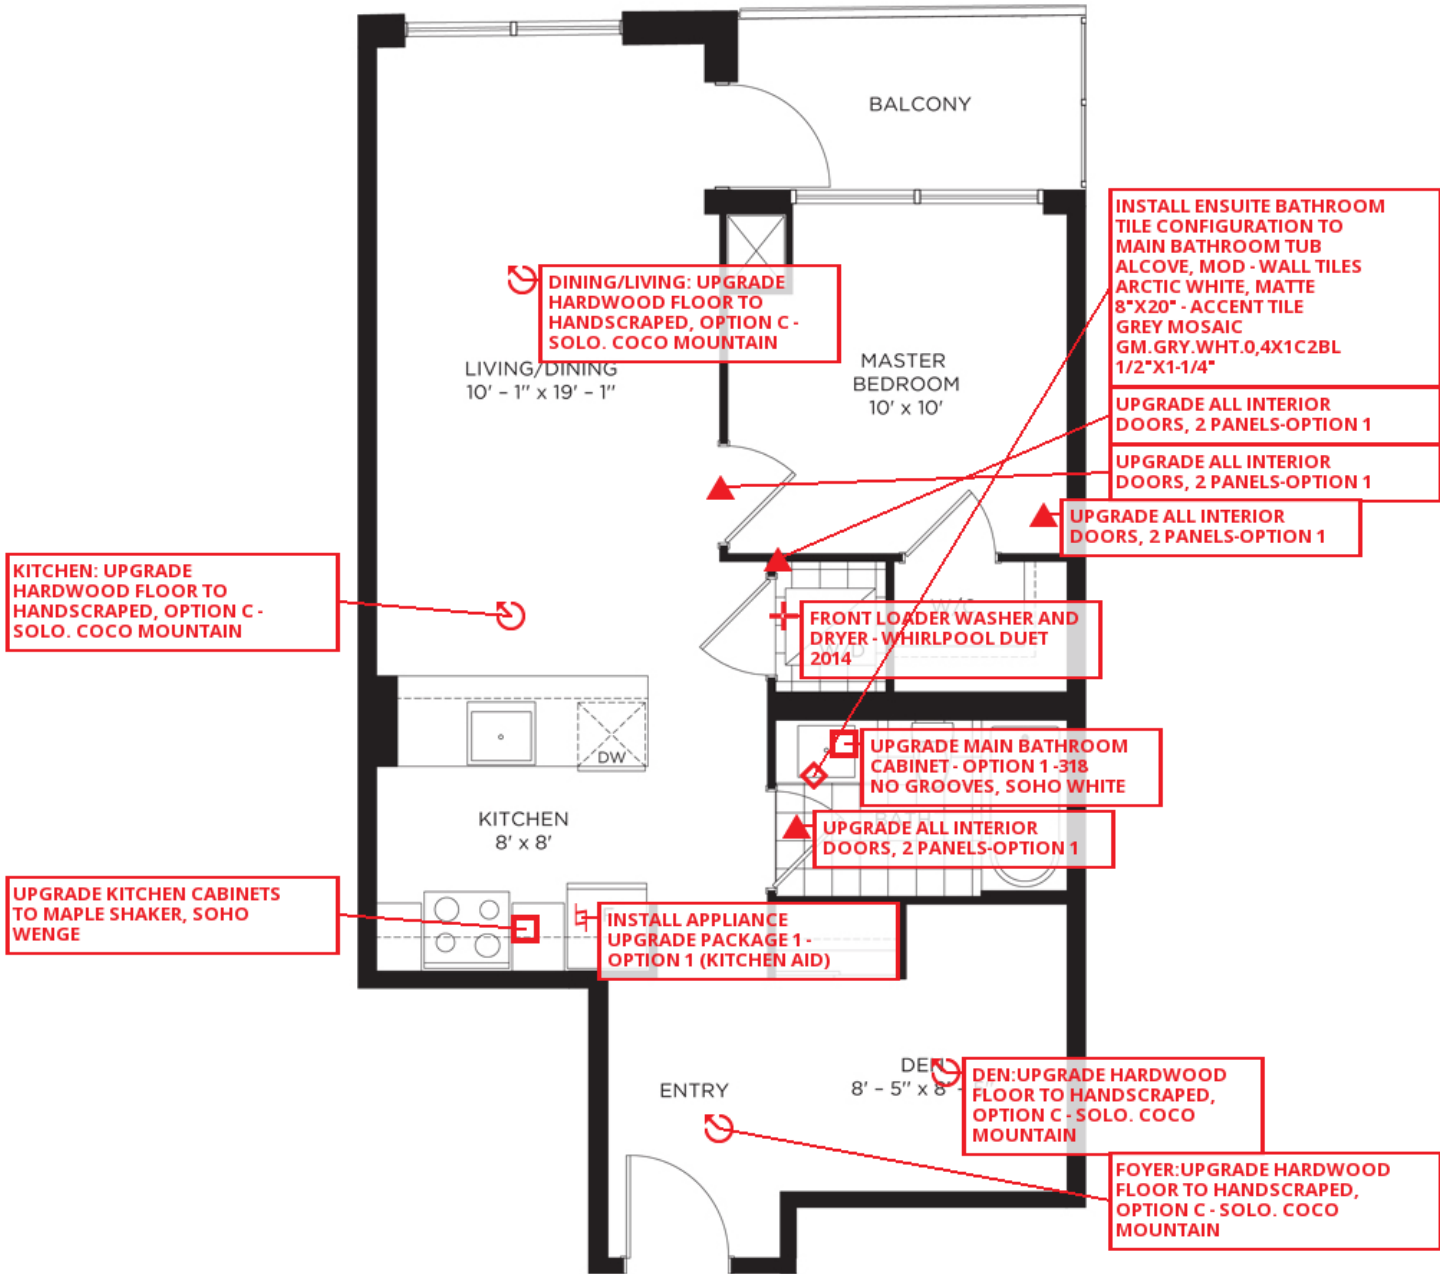 BALCONY
INSTALL ENSUITE BATHROOM
TILE CONFIGURATION TO
MAIN BATHROOM TUB
ALCOVE, MOD - WALL TILES
ARCTIC WHITE, MATTE
8"X20" - ACCENT TILE
GREY MOSAIC
GM.GRY.WHT.0,4X1C2BL
1/2"X1-1/4"
DINING/LIVING: UPGRADE
HARDWOOD FLOOR TO
HANDSCRAPED, OPTION C -
SOLO. COCO MOUNTAIN
LIVING/DINING
10' - 1" x 19' - 1"
MASTER
BEDROOM
10' x 10'
UPGRADE ALL INTERIOR
DOORS, 2 PANELS-OPTION 1
UPGRADE ALL INTERIOR
DOORS, 2 PANELS-OPTION 1
UPGRADE ALL INTERIOR
DOORS, 2 PANELS-OPTION 1
KITCHEN: UPGRADE
HARDWOOD FLOOR TO
HANDSCRAPED, OPTION C -
SOLO. COCO MOUNTAIN
FRONT LOADER WASHER AND
DRYER - WHIRLPOOL DUET
2014
DW
UPGRADE MAIN BATHROOM
CABINET - OPTION 1 -318
NO GROOVES, SOHO WHITE
KITCHEN
8' x 8'
BATH
UPGRADE ALL INTERIOR
DOORS, 2 PANELS-OPTION 1
UPGRADE KITCHEN CABINETS
TO MAPLE SHAKER, SOHO
WENGE
INSTALL APPLIANCE
UPGRADE PACKAGE 1 -
OPTION 1 (KITCHEN AID)
DEN
8' - 5" x 8' -
ENTRY
DEN:UPGRADE HARDWOOD
FLOOR TO HANDSCRAPED,
OPTION C - SOLO. COCO
MOUNTAIN
FOYER:UPGRADE HARDWOOD
FLOOR TO HANDSCRAPED,
OPTION C - SOLO. COCO
MOUNTAIN